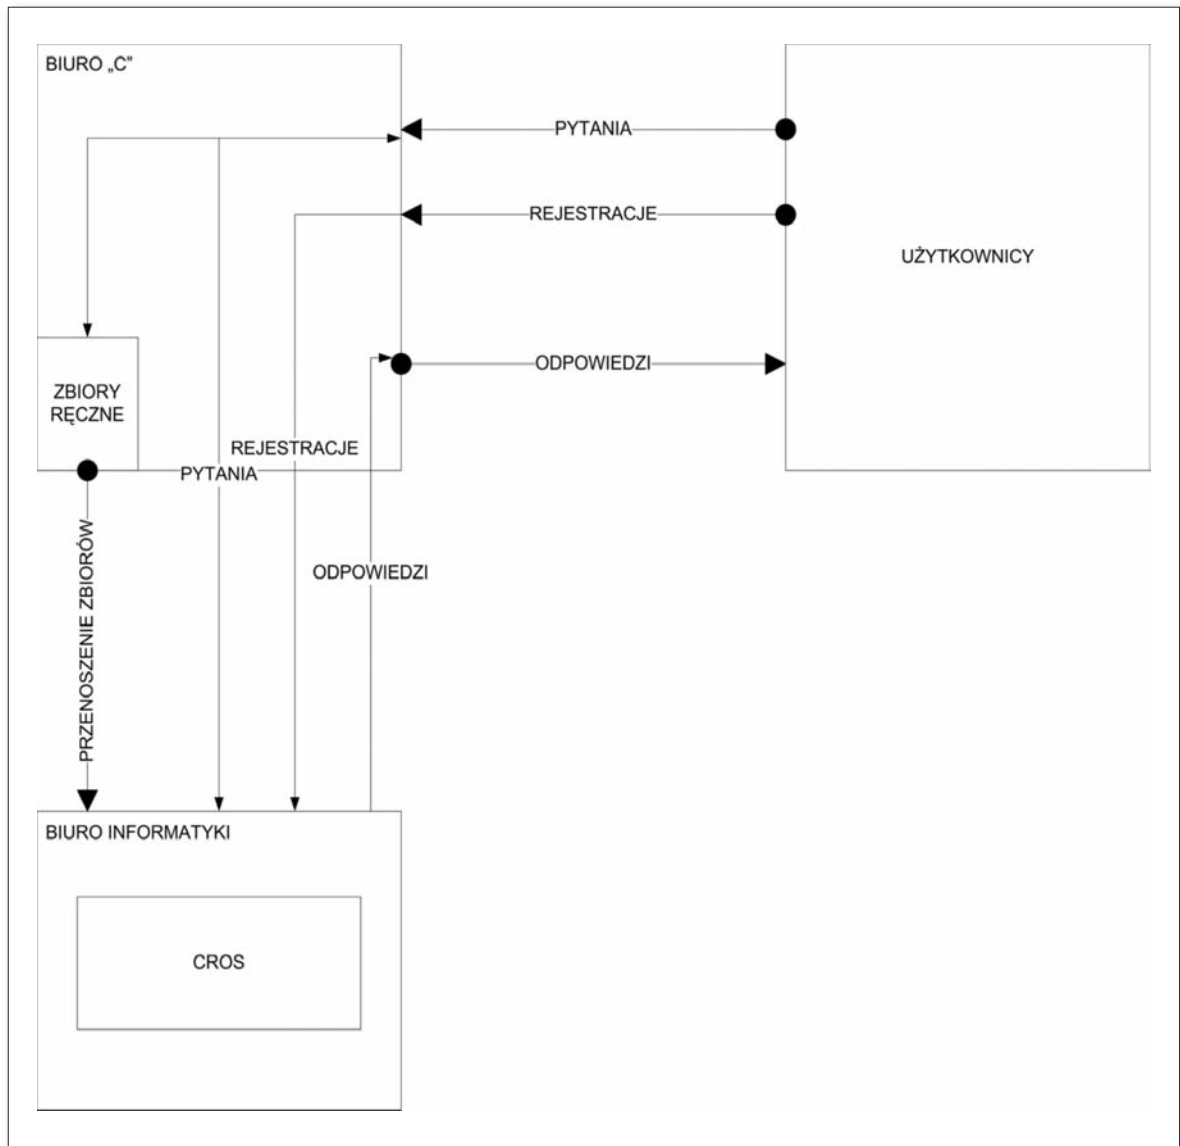 BIURO „C”
PYTANIA
REJESTRACJE
UŻYTKOWNICY
ODPOWIEDZI
ZBIORY
RĘCZNE
REJESTRACJE
PYTANIA
PRZENOSZENIE ZBIORÓW
ODPOWIEDZI
BIURO INFORMATYKI
CROS